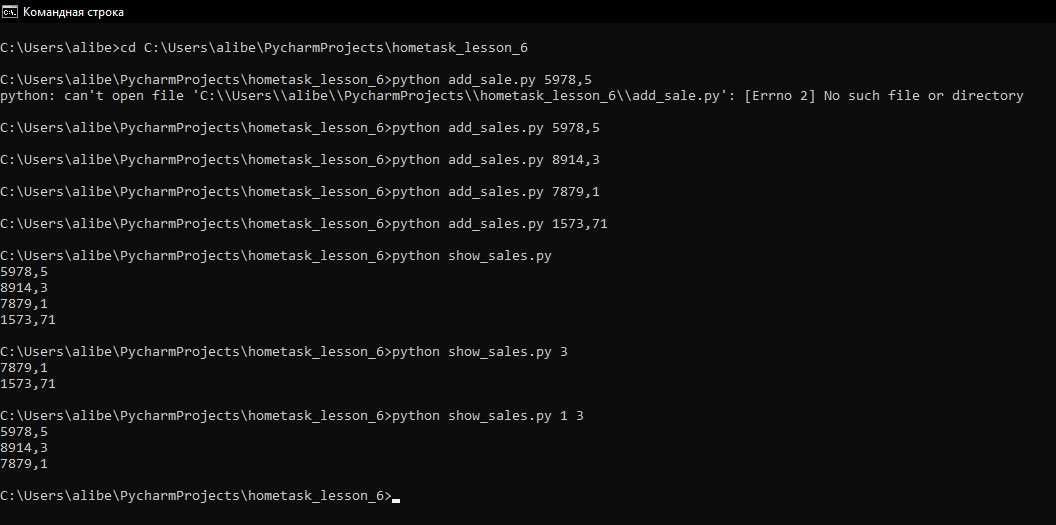 Командная строка
C:\Users\alibe>cd C:\Users\alibe\PycharmProjects\hometask_lesson_6
C:\Users\alibe\PycharmProjects\hometask_lesson_6>python add_sale.py 5978,5
python: can't open file 'C:\\Users\\alibe\\PycharmProjects\\hometask_lesson_6\\add_sale.py': [Errno 2] No such file or directory
C:\Users\alibe\PycharmProjects\hometask_lesson_6>python add_sales.py 5978,5
C:\Users\alibe\PycharmProjects\hometask_lesson_6>python add_sales.py 8914,3
C:\Users\alibe\PycharmProjects\hometask_lesson_6>python add_sales.py 7879,1
C:\Users\alibe\PycharmProjects\hometask_lesson_6>python add_sales.py 1573,71
C:\Users\alibe\PycharmProjects\hometask_lesson_6>python show_sales.py
5978,5
8914,3
7879,1
1573,71
C:\Users\alibe\PycharmProjects\hometask_lesson_6>python show_sales.py 3
7879,1
1573,71
C:\Users\alibe\PycharmProjects\hometask_lesson_6>python show_sales.py 1 3
5978,5
8914,3
7879,1
C:\Users\alibe\PycharmProjects\hometask_lesson_6>